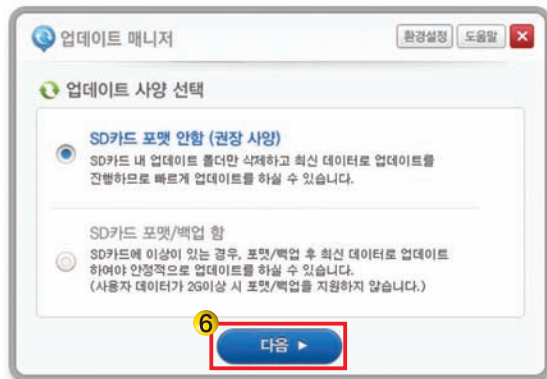 업데이트 매니저
환경설정
도움말
업데이트 사양 선택
SD카드 포맷 안함 (권장 사양)
SD카드 내 업데이트 폴더만 삭제하고 최신 데이터로 업데이트를
진행하므로 빠르게 업데이트를 하실 수 있습니다.
SD카드 포맷/백업 함
SD카드에 이상이 있는 경우, 포맷/백업 후 최신 데이터로 업데이트
하여야 안정적으로 업데이트를 하실 수 있습니다.
(사용자 데이터가 2G이상 시 포맷/백업을 지원하지 않습니다.)
6
다음 ▶